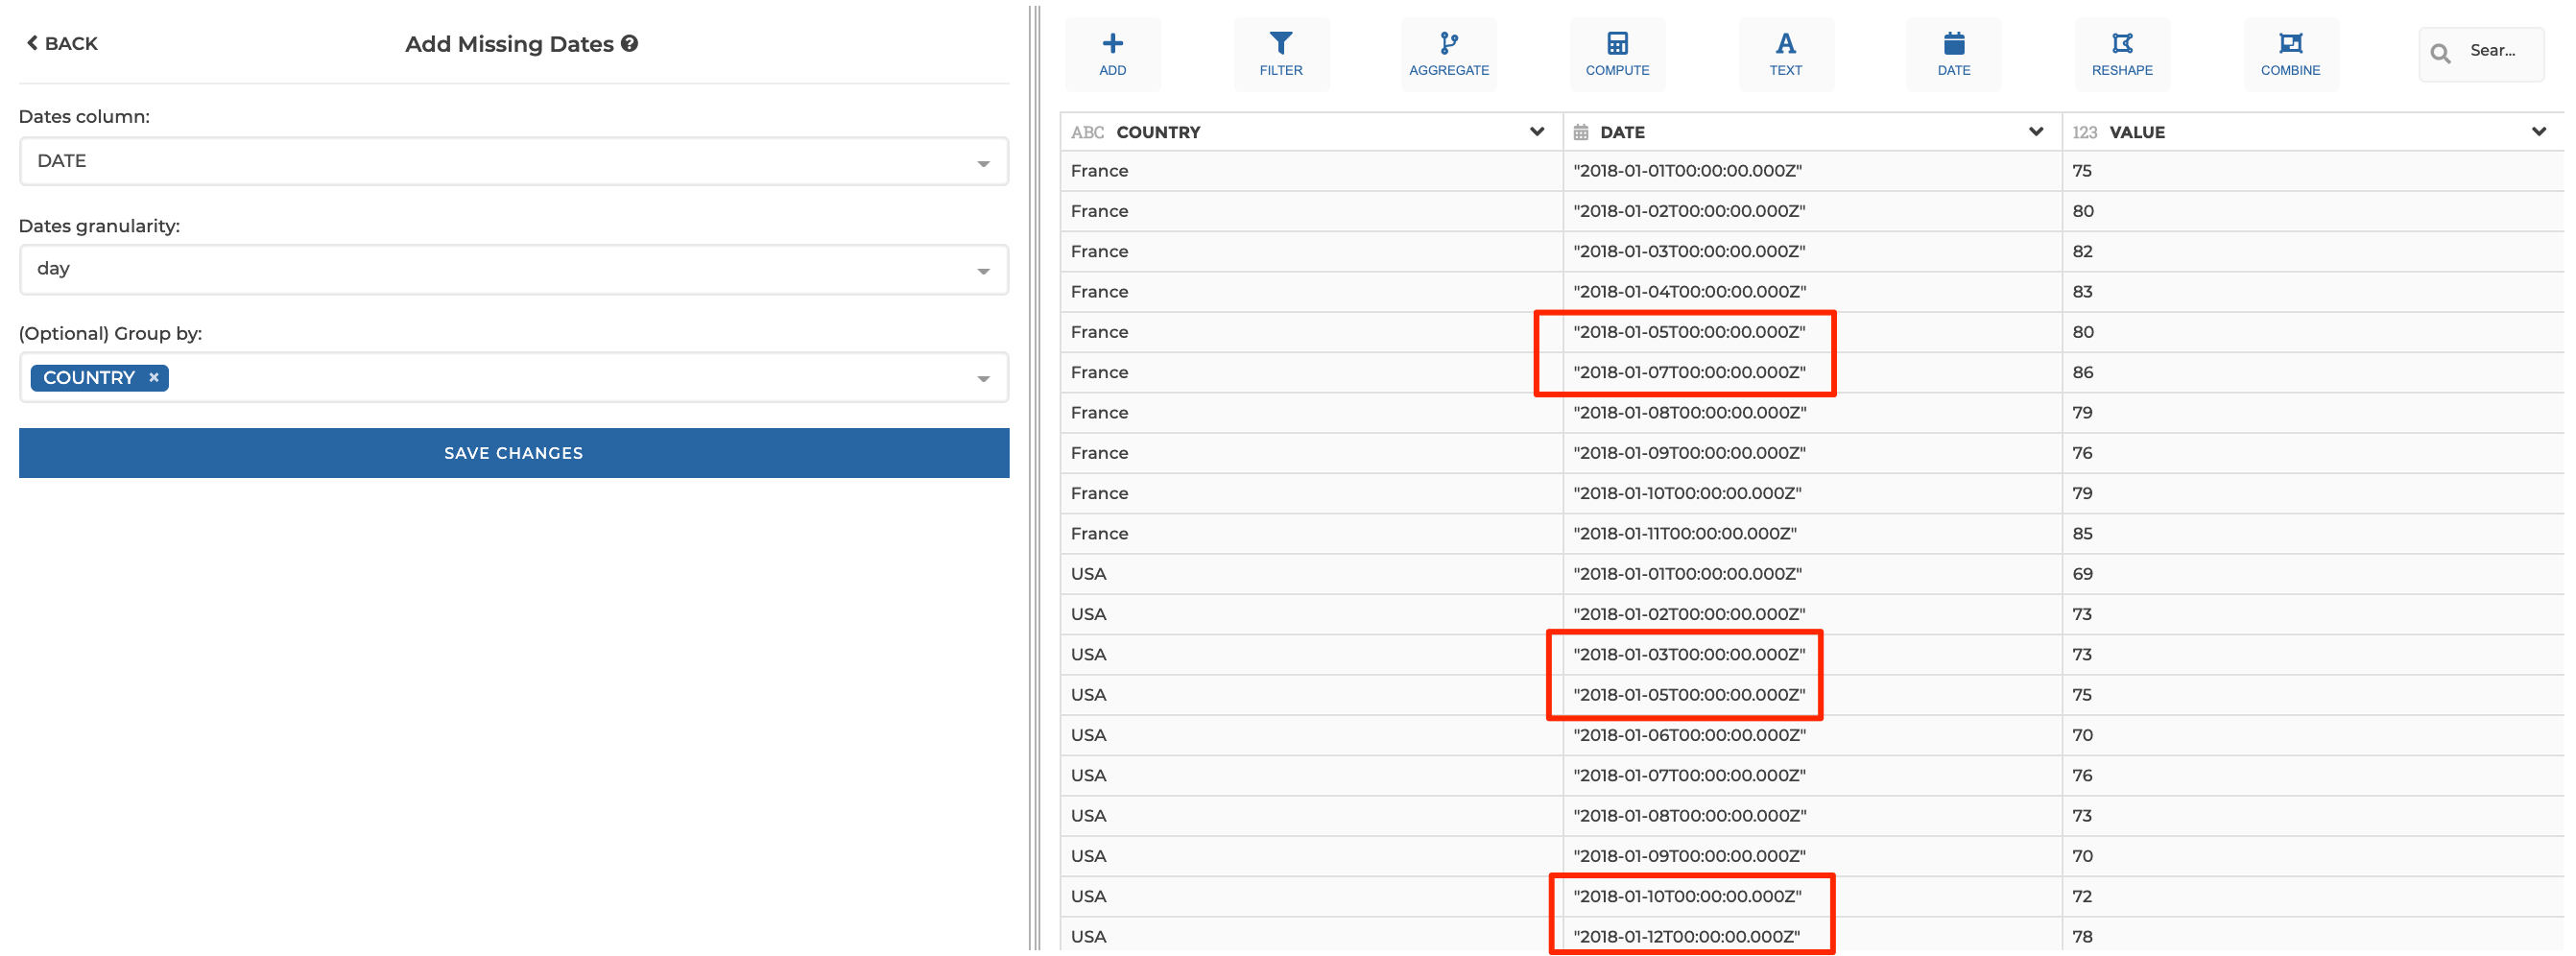 BACK
Add Missing Dates ?
Dates column:
DATE
Dates granularity:
day
(Optional) Group by:
COUNTRY ×
SAVE CHANGES
ADD FILTER AGGREGATE COMPUTE TEXT DATE RESHAPE COMBINE Sear...
ABC COUNTRY DATE 123 VALUE
France "2018-01-01T00:00:00.000Z" 75
France "2018-01-02T00:00:00.000Z" 80
France "2018-01-03T00:00:00.000Z" 82
France "2018-01-04T00:00:00.000Z" 83
France "2018-01-05T00:00:00.000Z" 80
France "2018-01-07T00:00:00.000Z" 86
France "2018-01-08T00:00:00.000Z" 79
France "2018-01-09T00:00:00.000Z" 76
France "2018-01-10T00:00:00.000Z" 79
France "2018-01-11T00:00:00.000Z" 85
USA "2018-01-01T00:00:00.000Z" 69
USA "2018-01-02T00:00:00.000Z" 73
USA "2018-01-03T00:00:00.000Z" 73
USA "2018-01-05T00:00:00.000Z" 75
USA "2018-01-06T00:00:00.000Z" 70
USA "2018-01-07T00:00:00.000Z" 76
USA "2018-01-08T00:00:00.000Z" 73
USA "2018-01-09T00:00:00.000Z" 70
USA "2018-01-10T00:00:00.000Z" 72
USA "2018-01-12T00:00:00.000Z" 78